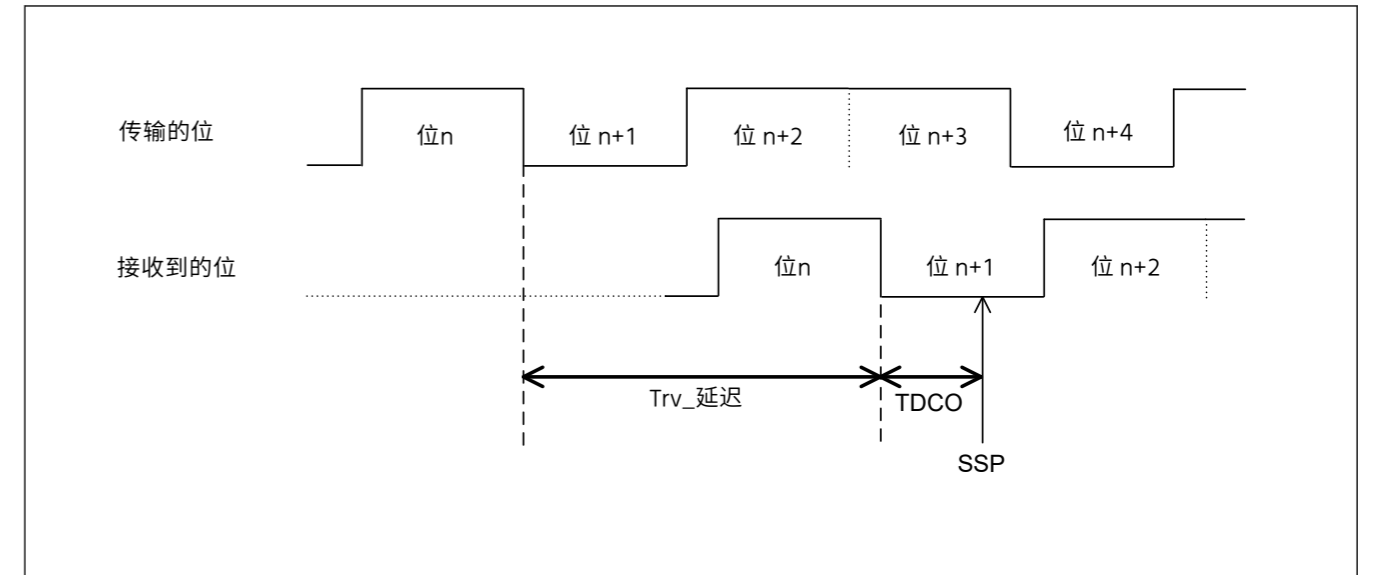 传输的位
位n
位 n+1
位 n+2
位 n+3
位 n+4
接收到的位
位n
位 n+1
位 n+2
Trv_延迟
TDCO
SSP